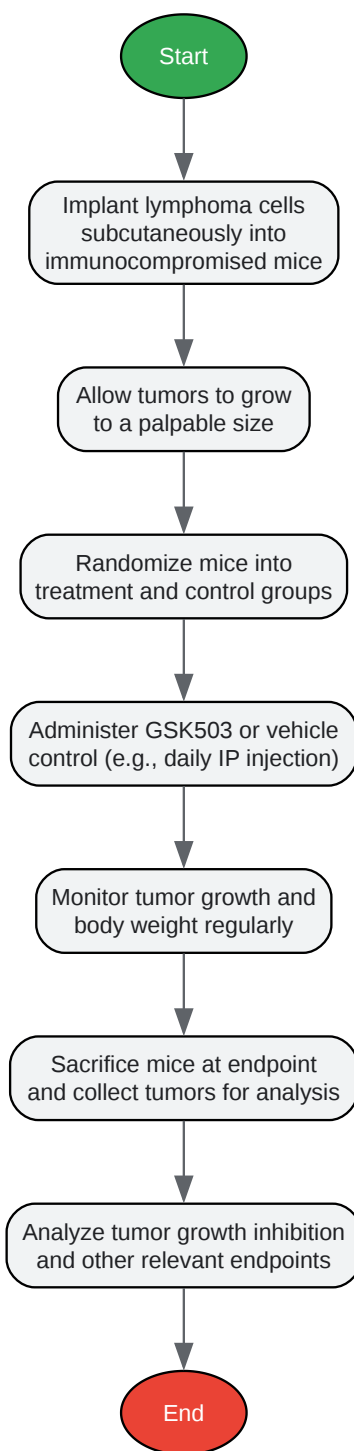 Start
Implant lymphoma cells
subcutaneously into
immunocompromised mice
Allow tumors to grow
to a palpable size
Randomize mice into
treatment and control groups
Administer GSK503 or vehicle
control (e.g., daily IP injection)
Monitor tumor growth and
body weight regularly
Sacrifice mice at endpoint
and collect tumors for analysis
Analyze tumor growth inhibition
and other relevant endpoints
End